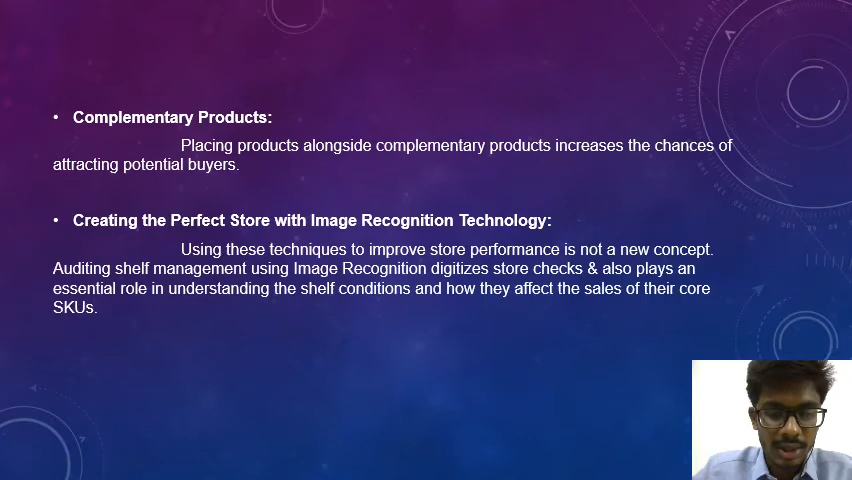 • Complementary Products:
Placing products alongside complementary products increases the chances of
attracting potential buyers.
• Creating the Perfect Store with Image Recognition Technology:
Using these techniques to improve store performance is not a new concept.
Auditing shelf management using Image Recognition digitizes store checks & also plays an
essential role in understanding the shelf conditions and how they affect the sales of their core
SKUs.